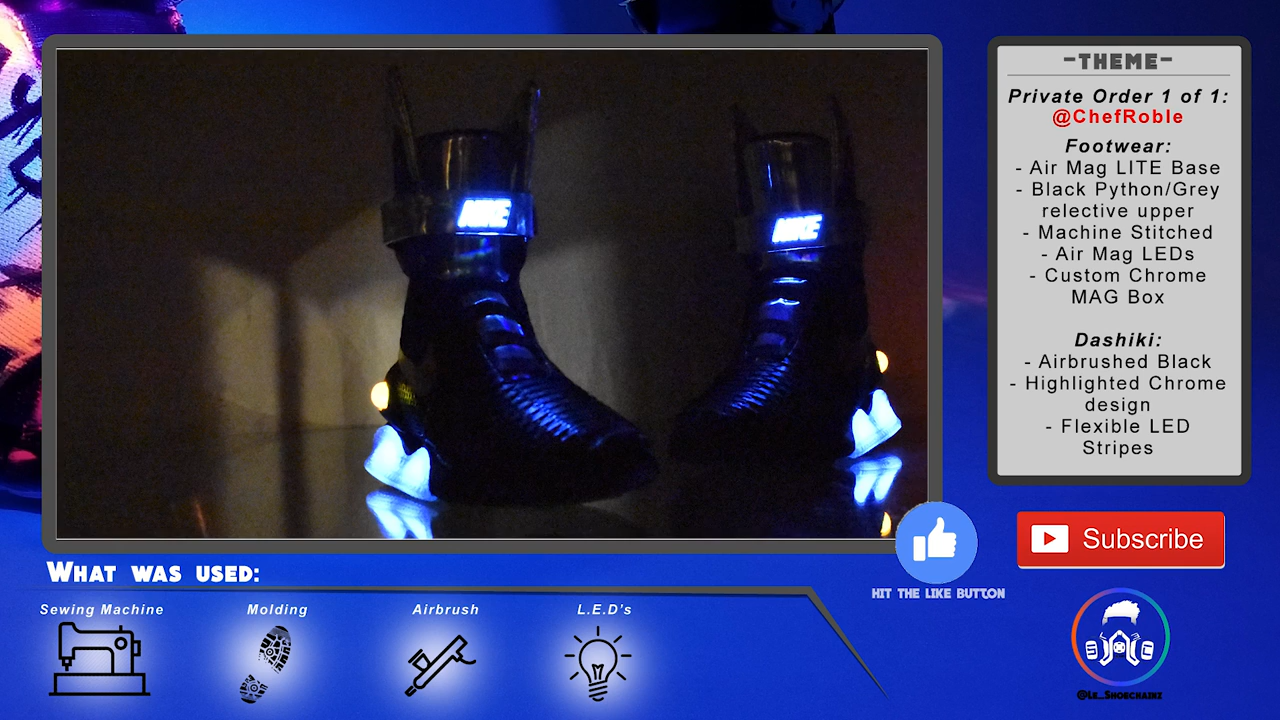 NIKE
NIKE
-THEME-
Private Order 1 of 1:
@ChefRoble
Footwear:
- Air Mag LITE Base
- Black Python/Grey
relective upper
- Machine Stitched
- Air Mag LEDs
- Custom Chrome
MAG Box
Dashiki:
- Airbrushed Black
- Highlighted Chrome
design
- Flexible LED
Stripes
HIT THE LIKE BUTTON
Subscribe
@Le_Shoechainz
What was used:
Sewing Machine
Molding
Airbrush
L.E.D's